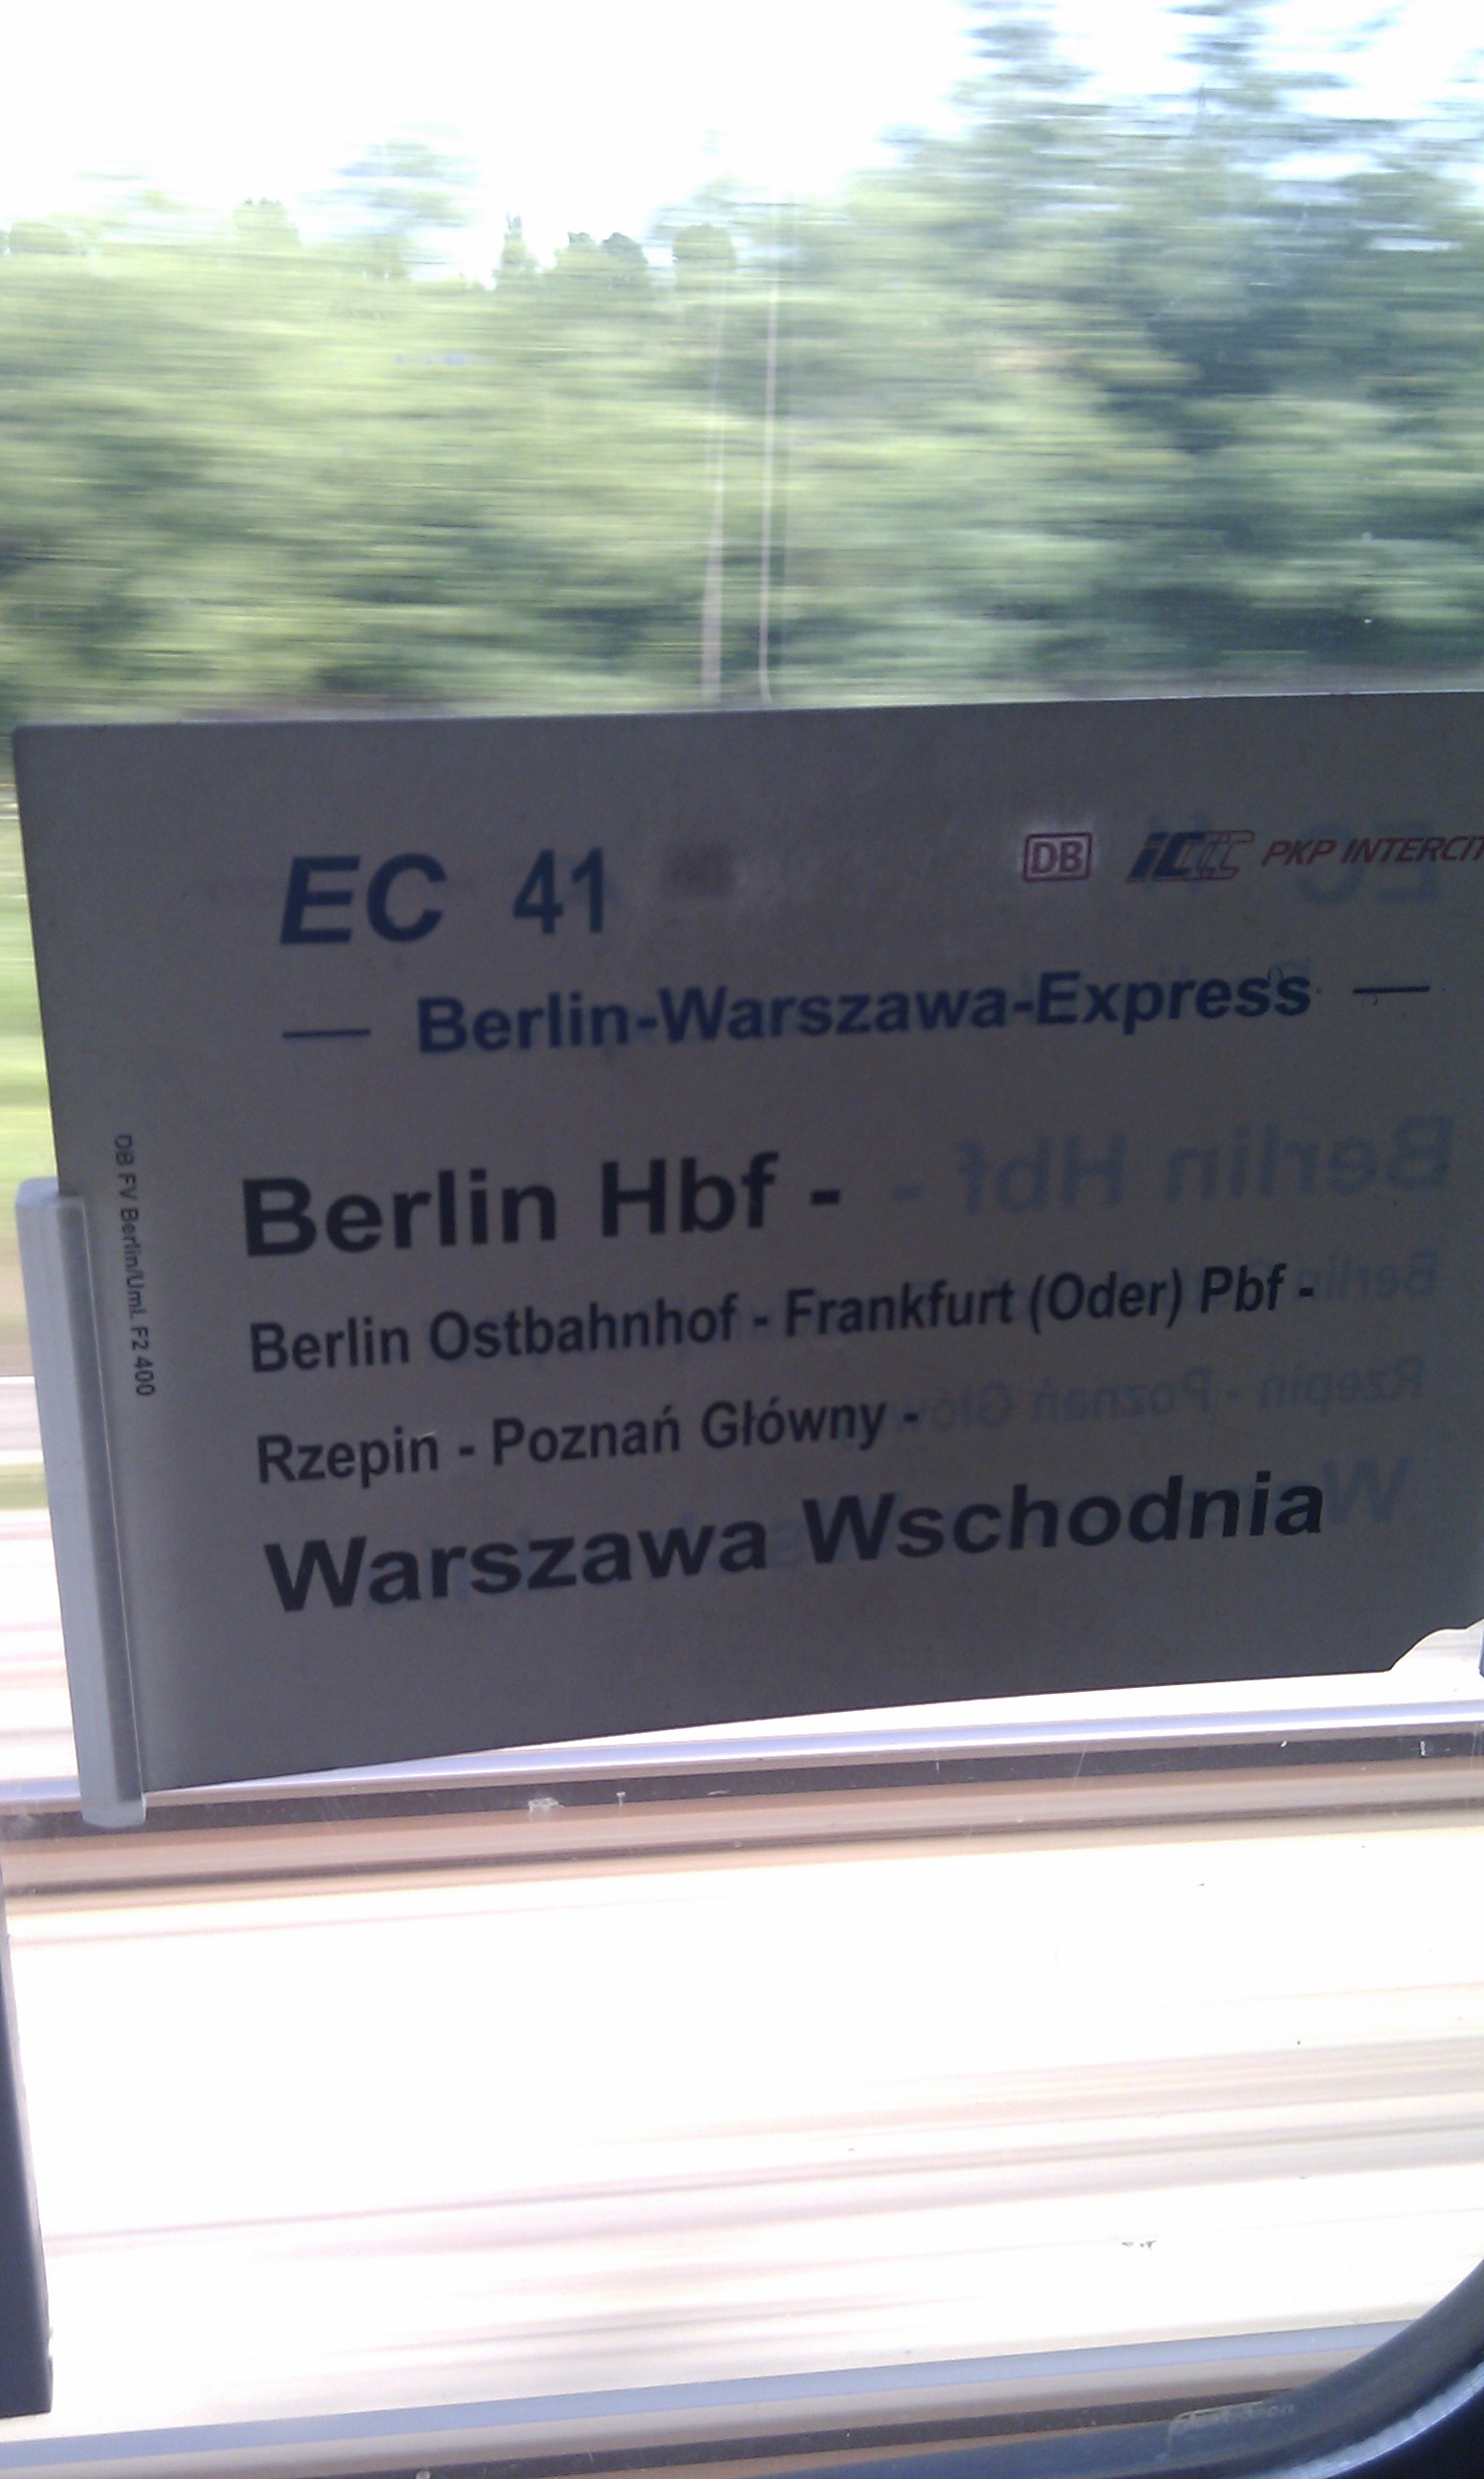 EC 41
DB iC PKP INTERCIT
— Berlin-Warszawa-Express —
Berlin Hbf -
Berlin Ostbahnhof - Frankfurt (Oder) Pbf -
Rzepin - Poznań Główny -
Warszawa Wschodnia
DB FV Berlin/Uml. F2 400